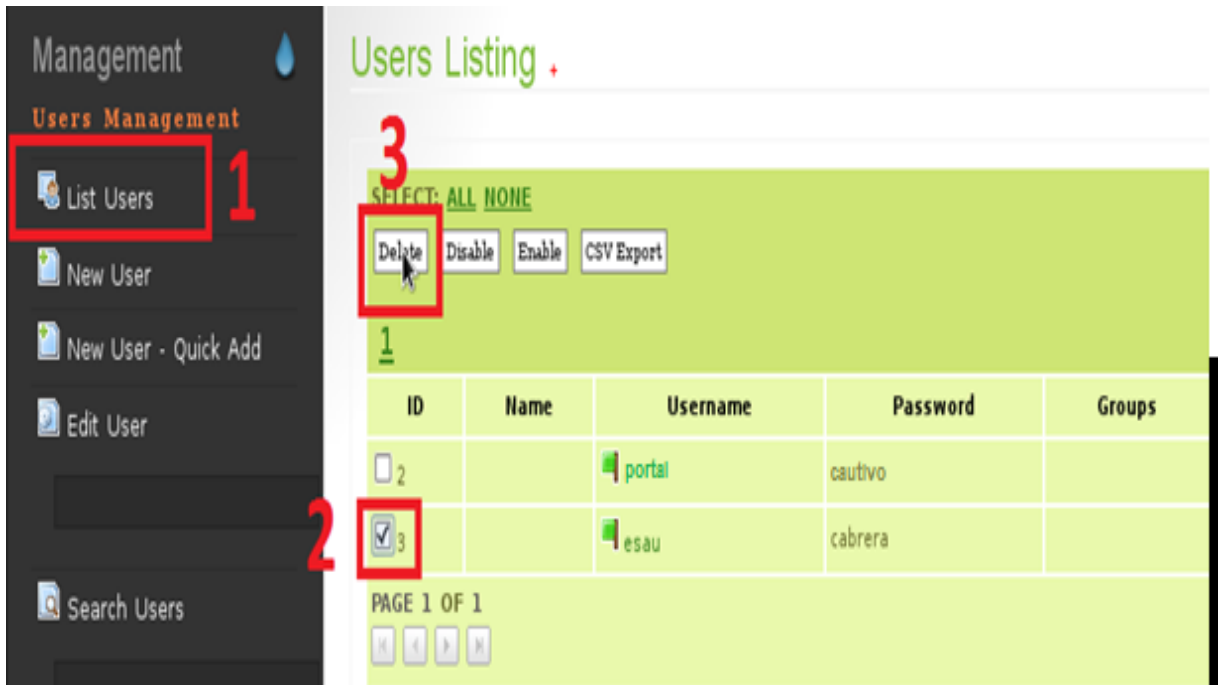 Management
Users Management
List Users
1
New User
New User - Quick Add
Edit User
Search Users
Users Listing +
3
SELECT: ALL NONE
Delete Disable Enable CSV Export
1
ID Name Username Password Groups
2 portal cautivo
2
3 esau cabrera
PAGE 1 OF 1